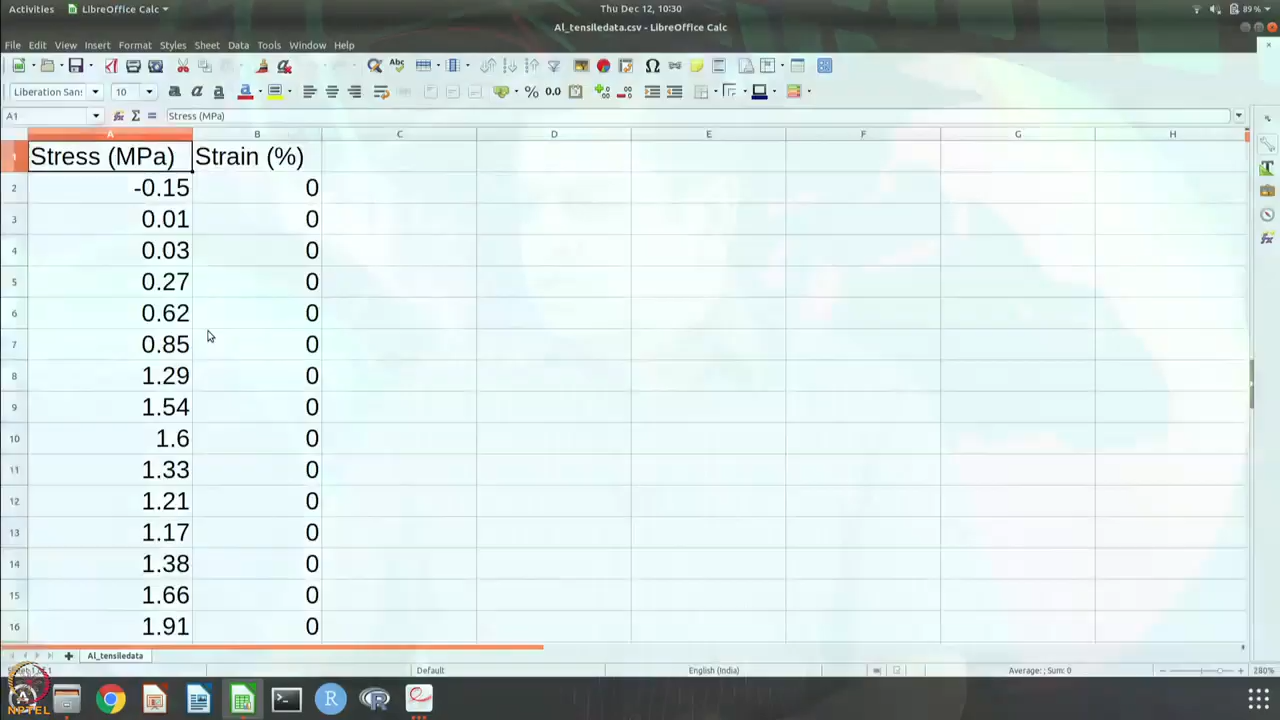 Activities LibreOffice Calc Thu Dec 12, 10:30 89%
Al_tensiledata.csv - LibreOffice Calc
File Edit View Insert Format Styles Sheet Data Tools Window Help
Liberation Sans 10
A1 Stress (MPa)
A B C D E F G H
1 Stress (MPa) Strain (%)
2 -0.15 0
3 0.01 0
4 0.03 0
5 0.27 0
6 0.62 0
7 0.85 0
8 1.29 0
9 1.54 0
10 1.6 0
11 1.33 0
12 1.21 0
13 1.17 0
14 1.38 0
15 1.66 0
16 1.91 0
Al_tensiledata
Default English (India) Average: ; Sum: 0 280%
NPTEL